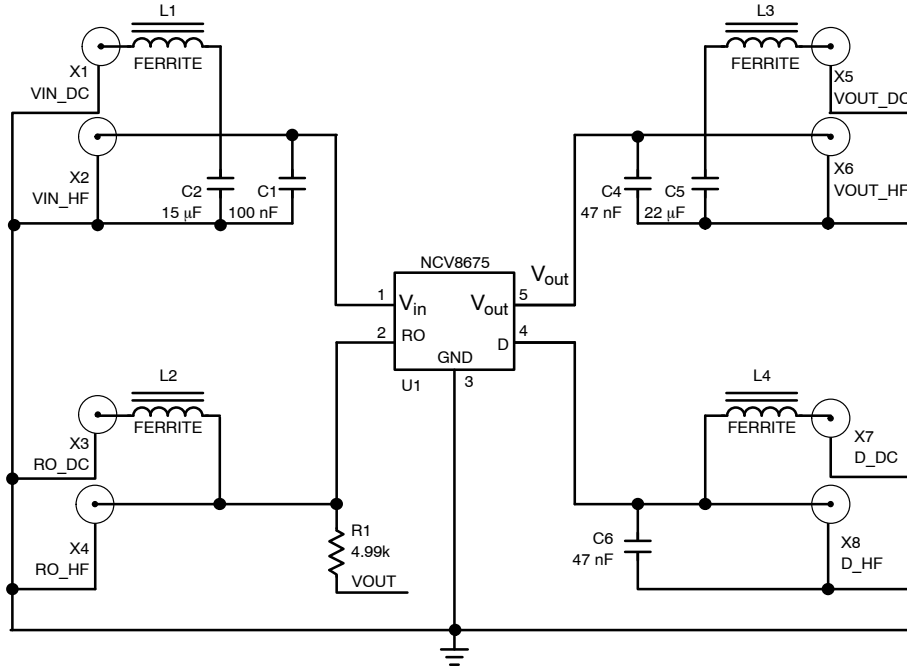 L1
FERRITE
X1
VIN_DC
X2
VIN_HF
C2
15 µF
C1
100 nF
L3
FERRITE
X5
VOUT_DC
X6
VOUT_HF
C4
47 nF
C5
22 µF
NCV8675
Vout
1
Vin
Vout
5
2
RO
D
4
GND
U1
3
L2
FERRITE
X3
RO_DC
X4
RO_HF
R1
4.99k
VOUT
L4
FERRITE
X7
D_DC
C6
47 nF
X8
D_HF